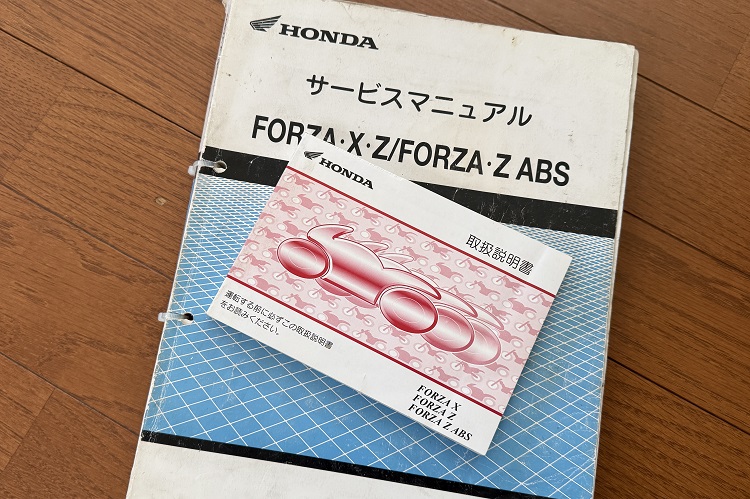 HONDA
サービスマニュアル
FORZA・X・Z/FORZA・Z ABS
HONDA
取扱説明書
運転する前に必ずこの取扱説明書
をお読みください。
FORZA X
FORZA Z
FORZA Z ABS